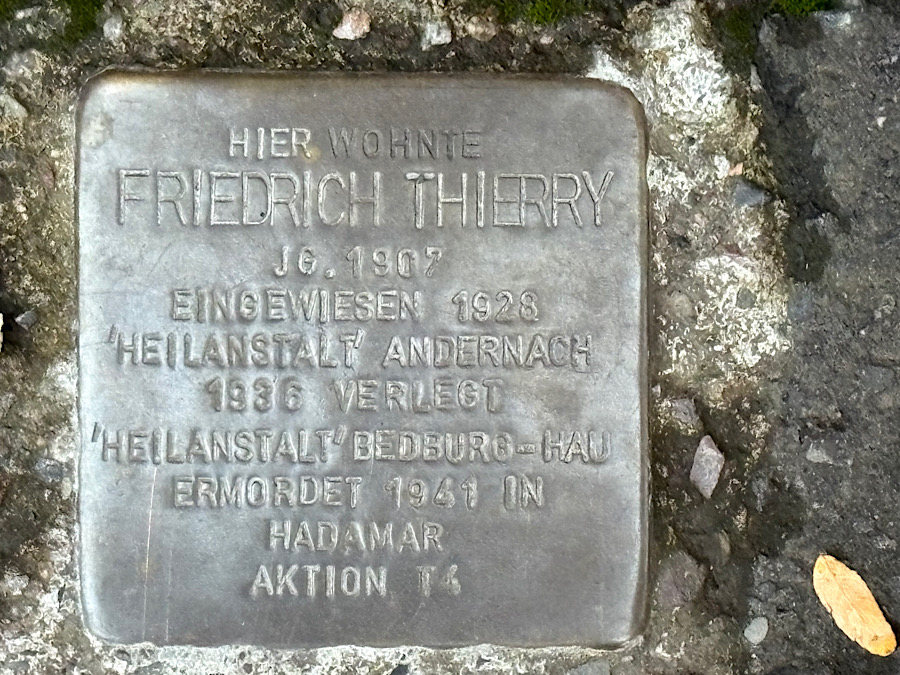 HIER WOHNTE
FRIEDRICH THIERRY
JG. 1907
EINGEWIESEN 1928
'HEILANSTALT' ANDERNACH
1936 VERLEGT
'HEILANSTALT' BEDBURG-HAU
ERMORDET 1941 IN
HADAMAR
AKTION T4